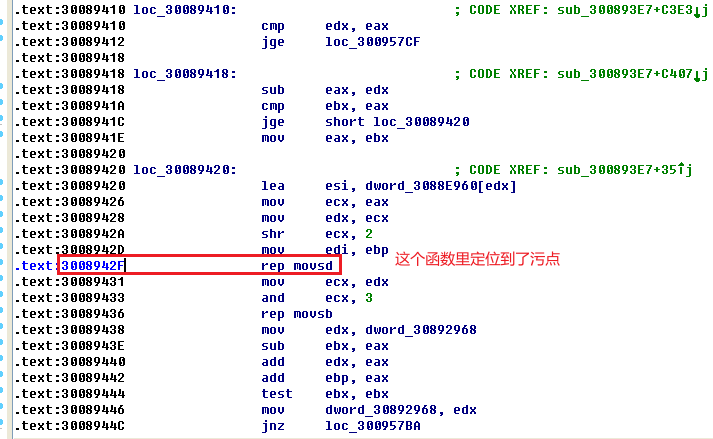 .text:30089410 loc_30089410: ; CODE XREF: sub_300893E7+C3E3↓j
.text:30089410 cmp edx, eax
.text:30089412 jge loc_300957CF
.text:30089418
.text:30089418 loc_30089418: ; CODE XREF: sub_300893E7+C407↓j
.text:30089418 sub eax, edx
.text:3008941A cmp ebx, eax
.text:3008941C jge short loc_30089420
.text:3008941E mov eax, ebx
.text:30089420
.text:30089420 loc_30089420: ; CODE XREF: sub_300893E7+35↑j
.text:30089420 lea esi, dword_3088E960[edx]
.text:30089426 mov ecx, eax
.text:30089428 mov edx, ecx
.text:3008942A shr ecx, 2
.text:3008942D mov edi, ebp
.text:3008942F rep movsd 这个函数里定位到了污点
.text:30089431 mov ecx, edx
.text:30089433 and ecx, 3
.text:30089436 rep movsb
.text:30089438 mov edx, dword_30892968
.text:3008943E sub ebx, eax
.text:30089440 add edx, eax
.text:30089442 add ebp, eax
.text:30089444 test ebx, ebx
.text:30089446 mov dword_30892968, edx
.text:3008944C jnz loc_300957BA